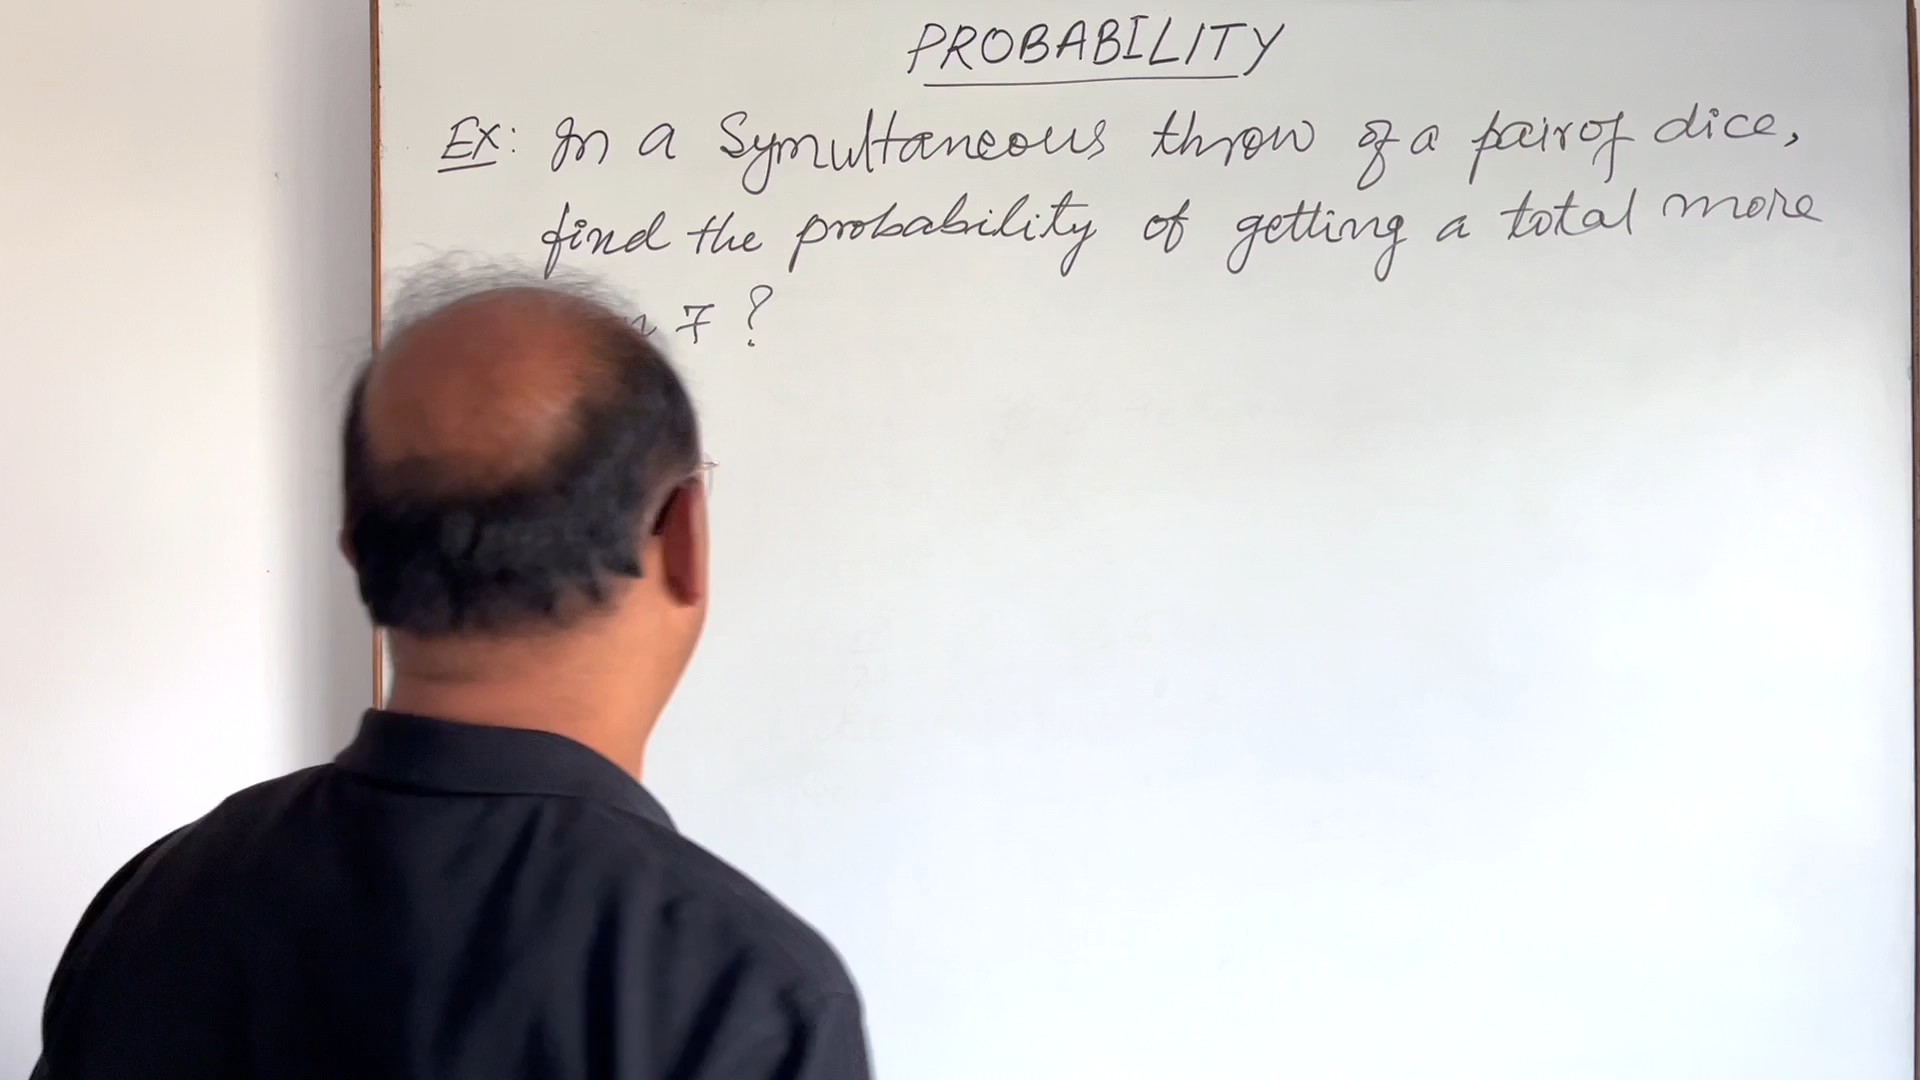 PROBABILITY
EX: In a Symultaneous throw of a pair of dice,
find the probability of getting a total more
7 ?